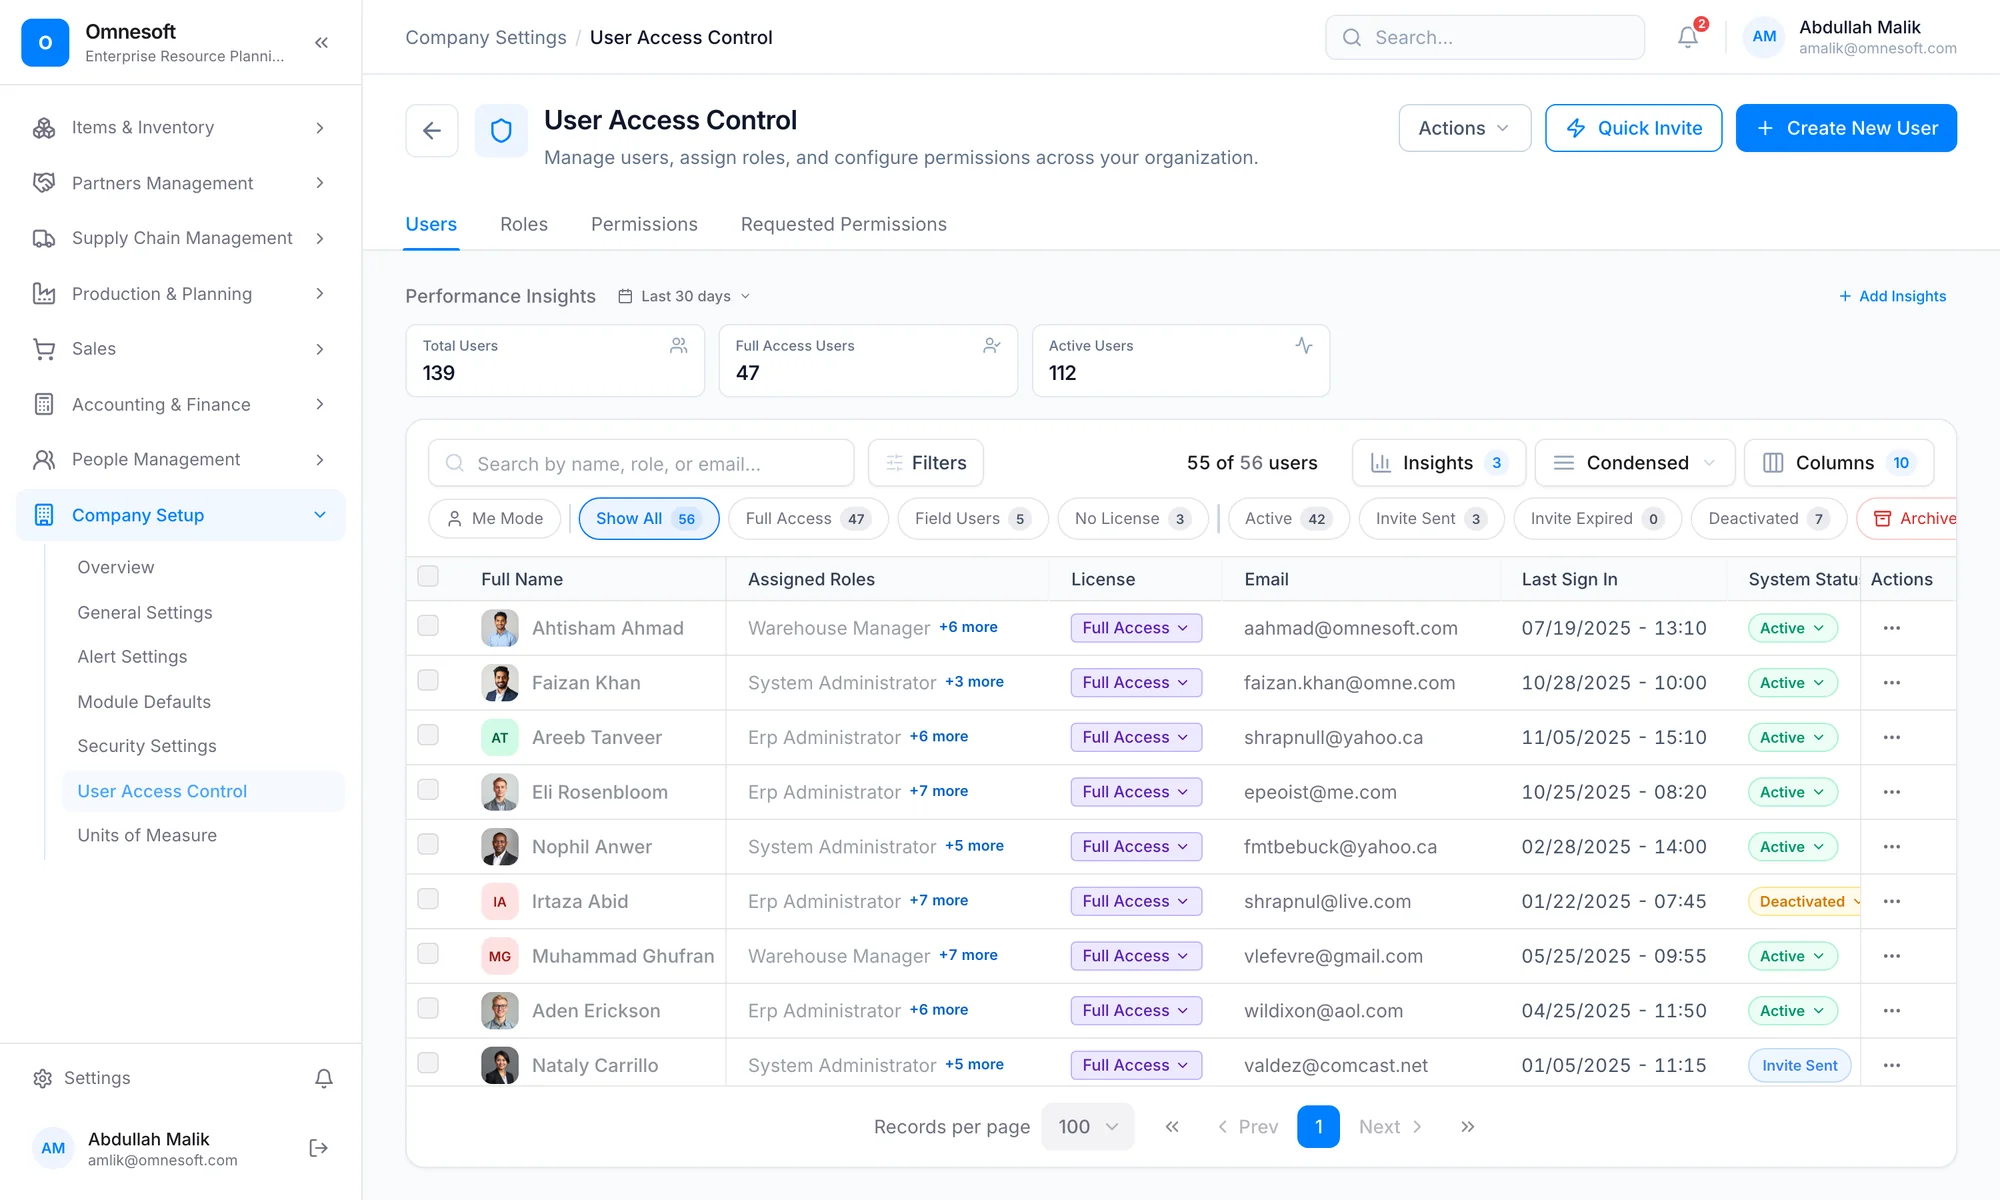 O
Omnesoft
Enterprise Resource Planni...
Items & Inventory
Partners Management
Supply Chain Management
Production & Planning
Sales
Accounting & Finance
People Management
Company Setup
Overview
General Settings
Alert Settings
Module Defaults
Security Settings
User Access Control
Units of Measure
Settings
AM
Abdullah Malik
amlik@omnesoft.com
Company Settings / User Access Control
Search...
2
AM
Abdullah Malik
amalik@omnesoft.com
User Access Control
Manage users, assign roles, and configure permissions across your organization.
Actions
Quick Invite
+ Create New User
Users Roles Permissions Requested Permissions
Performance Insights Last 30 days
+ Add Insights
Total Users
139
Full Access Users
47
Active Users
112
Search by name, role, or email...
Filters
55 of 56 users
Insights 3
Condensed
Columns 10
Me Mode Show All 56 Full Access 47 Field Users 5 No License 3 Active 42 Invite Sent 3 Invite Expired 0 Deactivated 7 Archive
Full Name Assigned Roles License Email Last Sign In System Statu Actions
Ahtisham Ahmad Warehouse Manager +6 more Full Access aahmad@omnesoft.com 07/19/2025 - 13:10 Active ...
Faizan Khan System Administrator +3 more Full Access faizan.khan@omne.com 10/28/2025 - 10:00 Active ...
AT Areeb Tanveer Erp Administrator +6 more Full Access shrapnull@yahoo.ca 11/05/2025 - 15:10 Active ...
Eli Rosenbloom Erp Administrator +7 more Full Access epeoist@me.com 10/25/2025 - 08:20 Active ...
Nophil Anwer System Administrator +5 more Full Access fmtbebuck@yahoo.ca 02/28/2025 - 14:00 Active ...
IA Irtaza Abid Erp Administrator +7 more Full Access shrapnul@live.com 01/22/2025 - 07:45 Deactivated ...
MG Muhammad Ghufran Warehouse Manager +7 more Full Access vlefevre@gmail.com 05/25/2025 - 09:55 Active ...
Aden Erickson Erp Administrator +6 more Full Access wildixon@aol.com 04/25/2025 - 11:50 Active ...
Nataly Carrillo System Administrator +5 more Full Access valdez@comcast.net 01/05/2025 - 11:15 Invite Sent ...
Records per page 100 Prev 1 Next